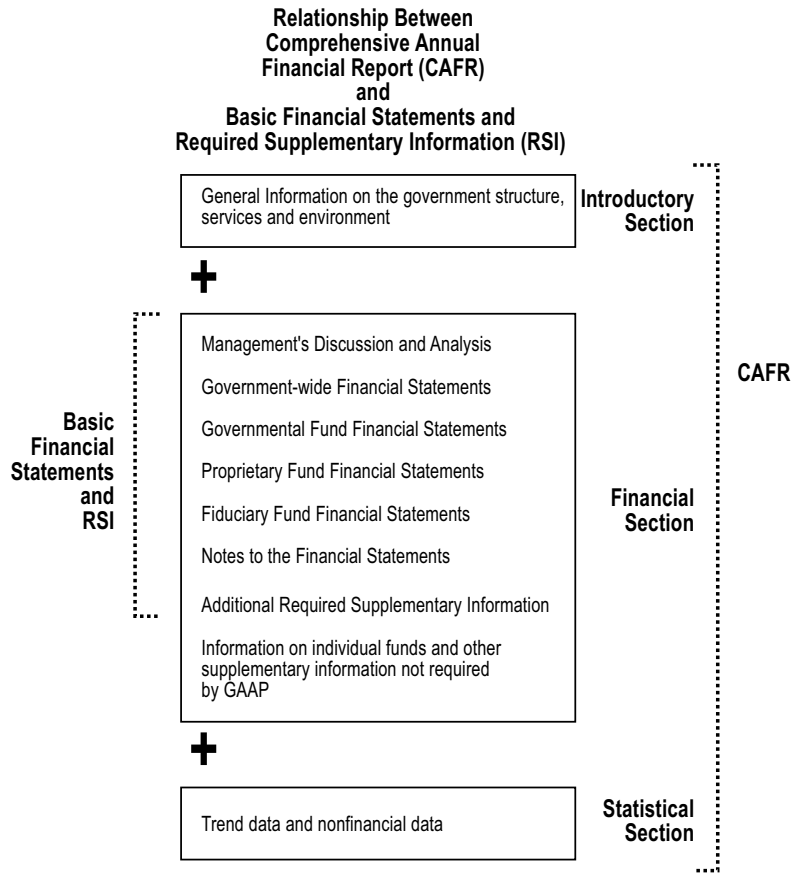 Relationship Between
Comprehensive Annual
Financial Report (CAFR)
and
Basic Financial Statements and
Required Supplementary Information (RSI)
General Information on the government structure,
services and environment
Introductory
Section
+
Management's Discussion and Analysis
Government-wide Financial Statements
Governmental Fund Financial Statements
Proprietary Fund Financial Statements
Fiduciary Fund Financial Statements
Notes to the Financial Statements
Additional Required Supplementary Information
Information on individual funds and other
supplementary information not required
by GAAP
Basic
Financial
Statements
and
RSI
Financial
Section
CAFR
+
Trend data and nonfinancial data
Statistical
Section